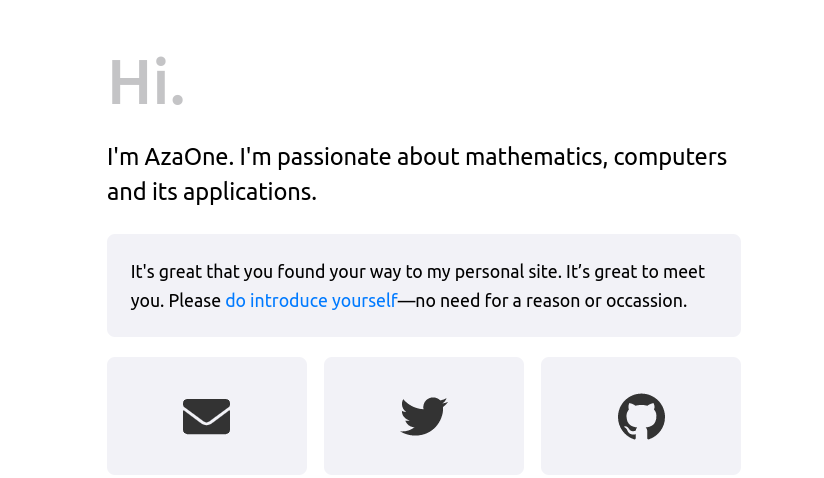 Hi.
I'm AzaOne. I'm passionate about mathematics, computers
and its applications.
It's great that you found your way to my personal site. It’s great to meet
you. Please do introduce yourself—no need for a reason or occassion.